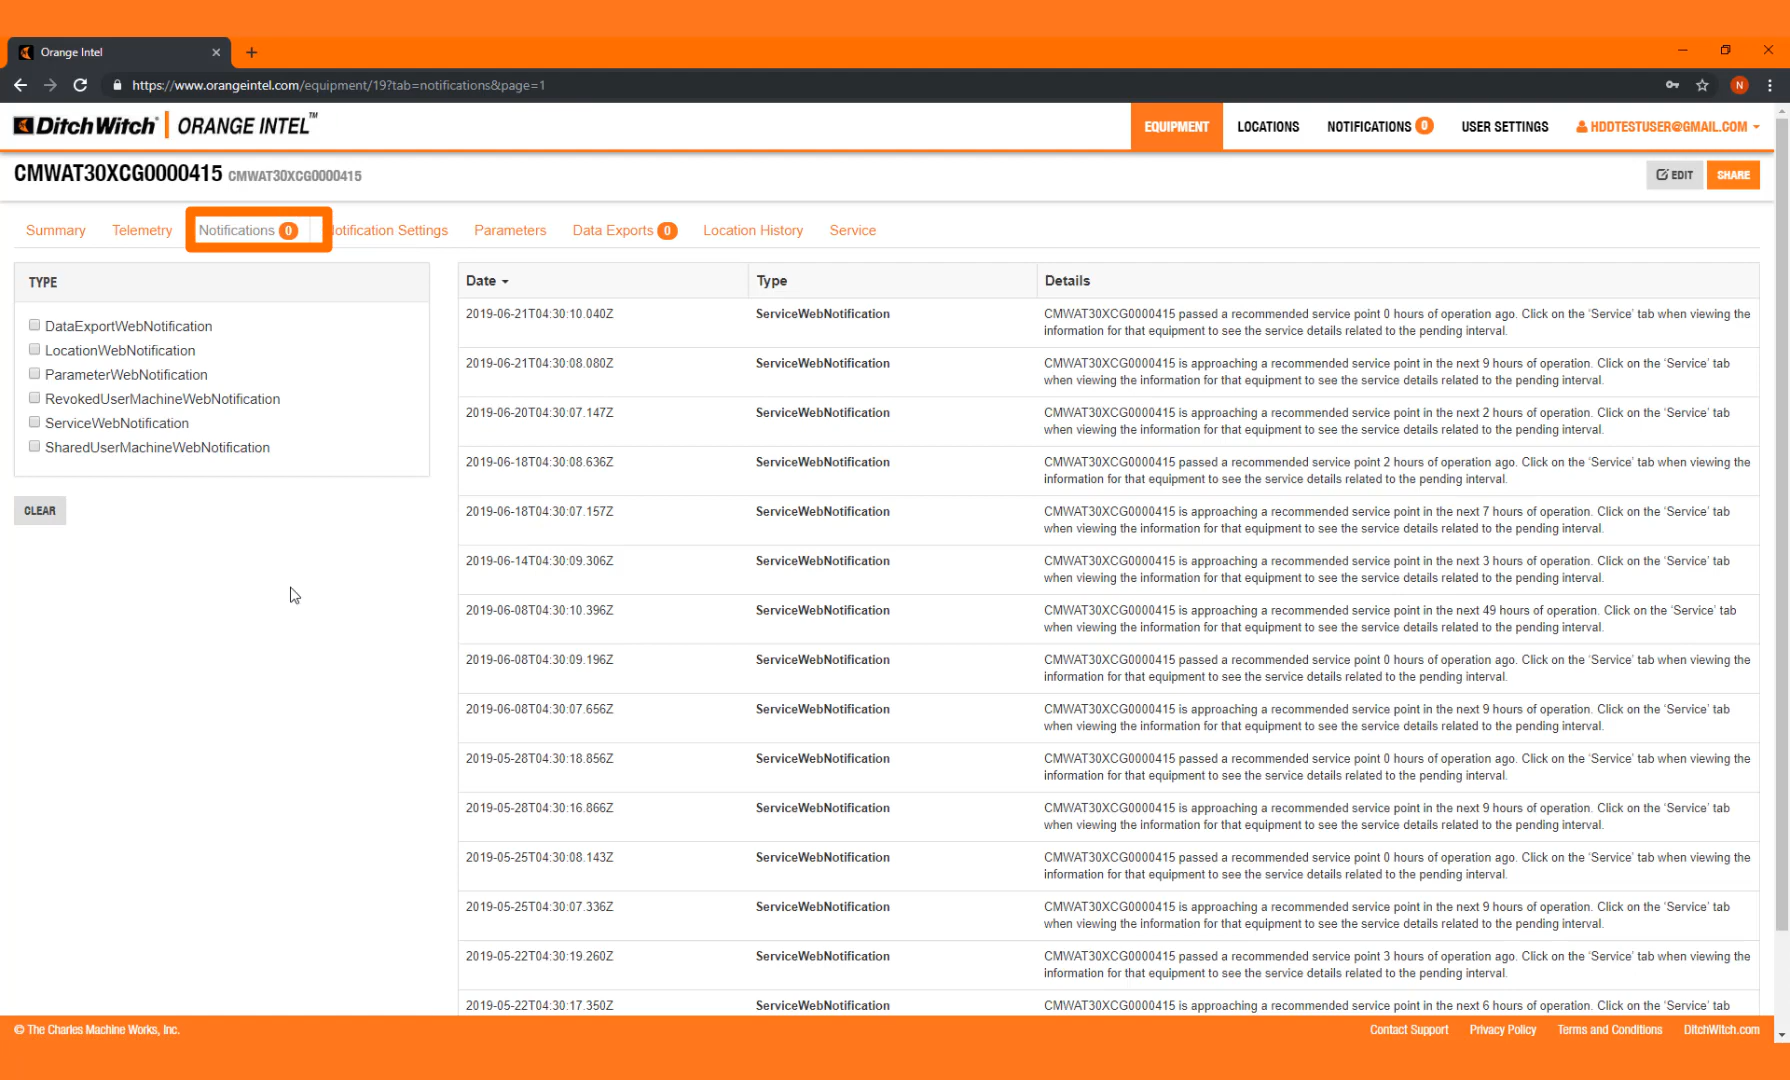 Orange Intel
https://www.orangeintel.com/equipment/19?tab=notifications&page=1
N
DitchWitch® | ORANGE INTEL™
EQUIPMENT
LOCATIONS
NOTIFICATIONS 0
USER SETTINGS
HDDTESTUSER@GMAIL.COM
CMWAT30XCG0000415 CMWAT30XCG0000415
EDIT
SHARE
Summary
Telemetry
Notifications 0
otification Settings
Parameters
Data Exports 0
Location History
Service
TYPE
DataExportWebNotification
LocationWebNotification
ParameterWebNotification
RevokedUserMachineWebNotification
ServiceWebNotification
SharedUserMachineWebNotification
CLEAR
Date Type Details
2019-06-21T04:30:10.040Z ServiceWebNotification CMWAT30XCG0000415 passed a recommended service point 0 hours of operation ago. Click on the 'Service' tab when viewing the
information for that equipment to see the service details related to the pending interval.
2019-06-21T04:30:08.080Z ServiceWebNotification CMWAT30XCG0000415 is approaching a recommended service point in the next 9 hours of operation. Click on the 'Service' tab
when viewing the information for that equipment to see the service details related to the pending interval.
2019-06-20T04:30:07.147Z ServiceWebNotification CMWAT30XCG0000415 is approaching a recommended service point in the next 2 hours of operation. Click on the 'Service' tab
when viewing the information for that equipment to see the service details related to the pending interval.
2019-06-18T04:30:08.636Z ServiceWebNotification CMWAT30XCG0000415 passed a recommended service point 2 hours of operation ago. Click on the 'Service' tab when viewing the
information for that equipment to see the service details related to the pending interval.
2019-06-18T04:30:07.157Z ServiceWebNotification CMWAT30XCG0000415 is approaching a recommended service point in the next 7 hours of operation. Click on the 'Service' tab
when viewing the information for that equipment to see the service details related to the pending interval.
2019-06-14T04:30:09.306Z ServiceWebNotification CMWAT30XCG0000415 is approaching a recommended service point in the next 3 hours of operation. Click on the 'Service' tab
when viewing the information for that equipment to see the service details related to the pending interval.
2019-06-08T04:30:10.396Z ServiceWebNotification CMWAT30XCG0000415 is approaching a recommended service point in the next 49 hours of operation. Click on the 'Service' tab
when viewing the information for that equipment to see the service details related to the pending interval.
2019-06-08T04:30:09.196Z ServiceWebNotification CMWAT30XCG0000415 passed a recommended service point 0 hours of operation ago. Click on the 'Service' tab when viewing the
information for that equipment to see the service details related to the pending interval.
2019-06-08T04:30:07.656Z ServiceWebNotification CMWAT30XCG0000415 is approaching a recommended service point in the next 9 hours of operation. Click on the 'Service' tab
when viewing the information for that equipment to see the service details related to the pending interval.
2019-05-28T04:30:18.856Z ServiceWebNotification CMWAT30XCG0000415 passed a recommended service point 0 hours of operation ago. Click on the 'Service' tab when viewing the
information for that equipment to see the service details related to the pending interval.
2019-05-28T04:30:16.866Z ServiceWebNotification CMWAT30XCG0000415 is approaching a recommended service point in the next 9 hours of operation. Click on the 'Service' tab
when viewing the information for that equipment to see the service details related to the pending interval.
2019-05-25T04:30:08.143Z ServiceWebNotification CMWAT30XCG0000415 passed a recommended service point 0 hours of operation ago. Click on the 'Service' tab when viewing the
information for that equipment to see the service details related to the pending interval.
2019-05-25T04:30:07.336Z ServiceWebNotification CMWAT30XCG0000415 is approaching a recommended service point in the next 9 hours of operation. Click on the 'Service' tab
when viewing the information for that equipment to see the service details related to the pending interval.
2019-05-22T04:30:19.260Z ServiceWebNotification CMWAT30XCG0000415 passed a recommended service point 3 hours of operation ago. Click on the 'Service' tab when viewing the
information for that equipment to see the service details related to the pending interval.
2019-05-22T04:30:17.350Z ServiceWebNotification CMWAT30XCG0000415 is approaching a recommended service point in the next 6 hours of operation. Click on the 'Service' tab
© The Charles Machine Works, Inc.
Contact Support
Privacy Policy
Terms and Conditions
DitchWitch.com